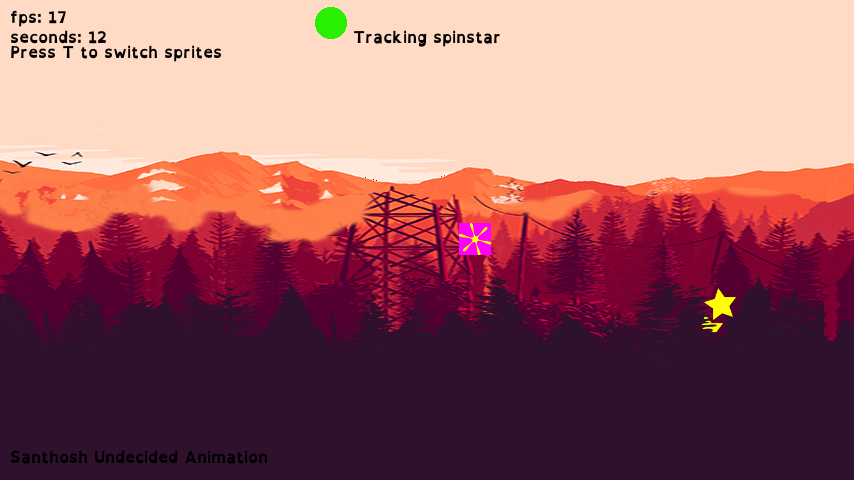 fps: 17
seconds: 12
Press T to switch sprites
Tracking spinstar
Santhosh Undecided Animation